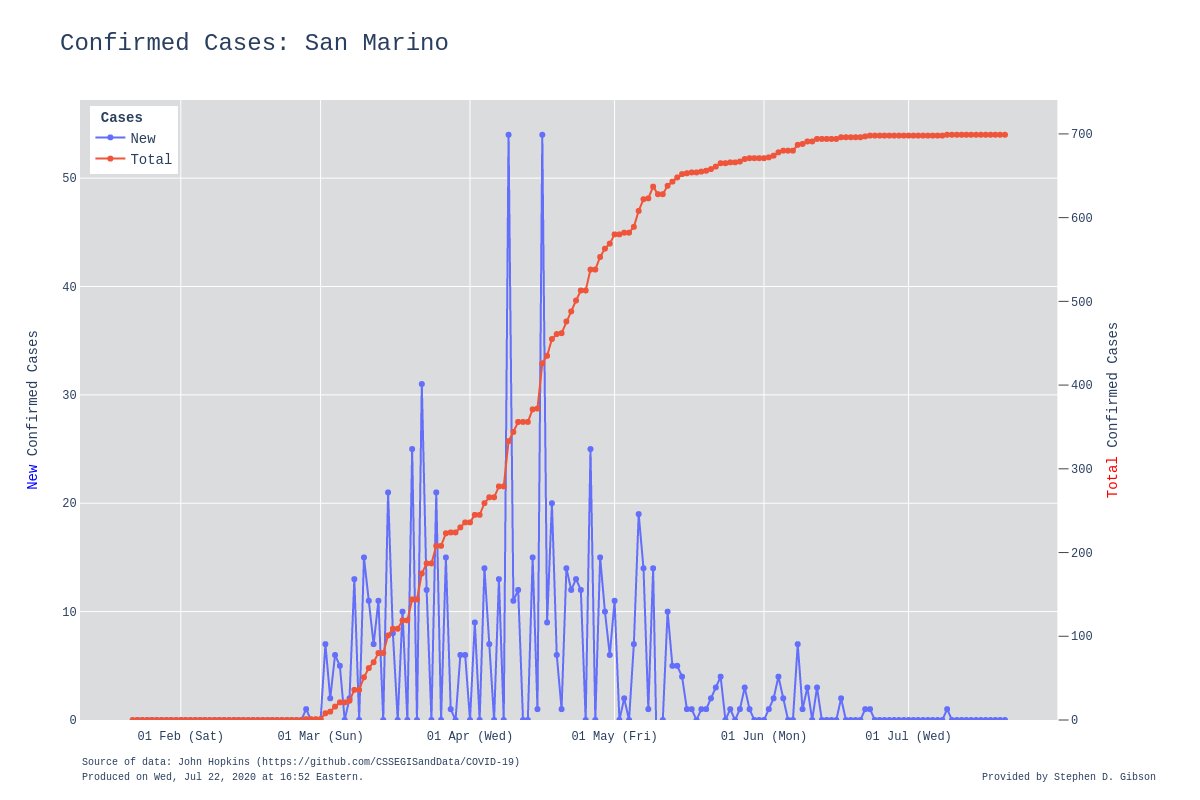 Confirmed Cases: San Marino
Cases
New
Total
50
40
30
20
10
0
New Confirmed Cases
700
600
500
400
300
200
100
0
Total Confirmed Cases
01 Feb (Sat) 01 Mar (Sun) 01 Apr (Wed) 01 May (Fri) 01 Jun (Mon) 01 Jul (Wed)
Source of data: John Hopkins (https://github.com/CSSEGISandData/COVID-19)
Produced on Wed, Jul 22, 2020 at 16:52 Eastern.
Provided by Stephen D. Gibson